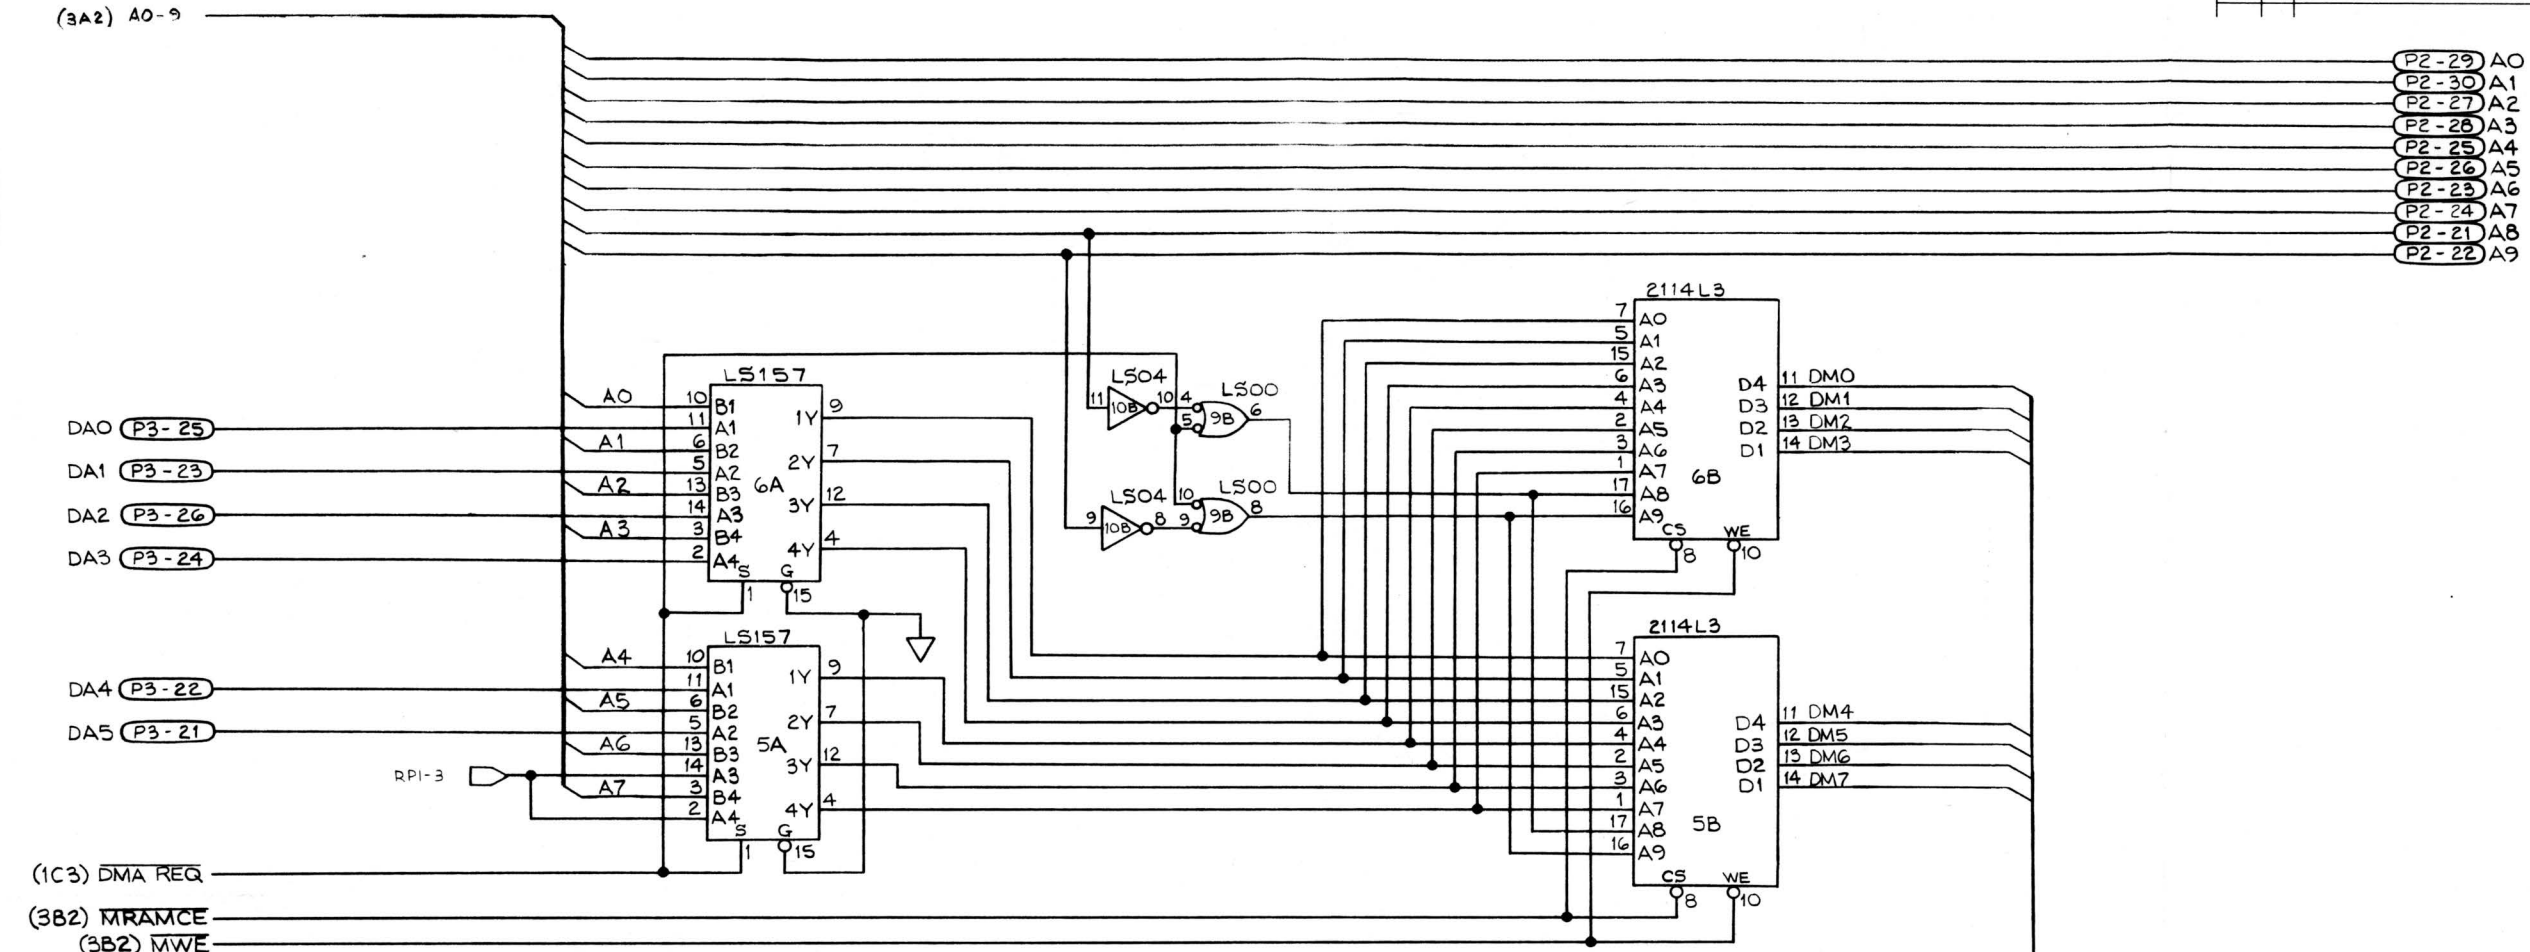 (3A2) A0-9
P2-29 A0
P2-30 A1
P2-27 A2
P2-28 A3
P2-25 A4
P2-26 A5
P2-23 A6
P2-24 A7
P2-21 A8
P2-22 A9
DA0 P3-25
DA1 P3-23
DA2 P3-26
DA3 P3-24
A0
A1
A2
A3
LS157
10 B1
11 A1
6 B2
5 A2
13 B3
14 A3
3 B4
2 A4
6A
1Y 9
2Y 7
3Y 12
4Y 4
S G
1 15
LS04
11 10B 10
LS00
4
5
9B 6
LS04
9 10B 8
LS00
10
9
9B 8
2114L3
7 A0
5 A1
15 A2
6 A3
4 A4
2 A5
3 A6
1 A7
17 A8
16 A9
6B
D4 11 DM0
D3 12 DM1
D2 13 DM2
D1 14 DM3
CS WE
8 10
DA4 P3-22
DA5 P3-21
RP1-3
A4
A5
A6
A7
LS157
10 B1
11 A1
6 B2
5 A2
13 B3
14 A3
3 B4
2 A4
5A
1Y 9
2Y 7
3Y 12
4Y 4
S G
1 15
2114L3
7 A0
5 A1
15 A2
6 A3
4 A4
2 A5
3 A6
1 A7
17 A8
16 A9
5B
D4 11 DM4
D3 12 DM5
D2 13 DM6
D1 14 DM7
CS WE
8 10
(1C3) DMA REQ
(3B2) MRAMCE
(3B2) MWE